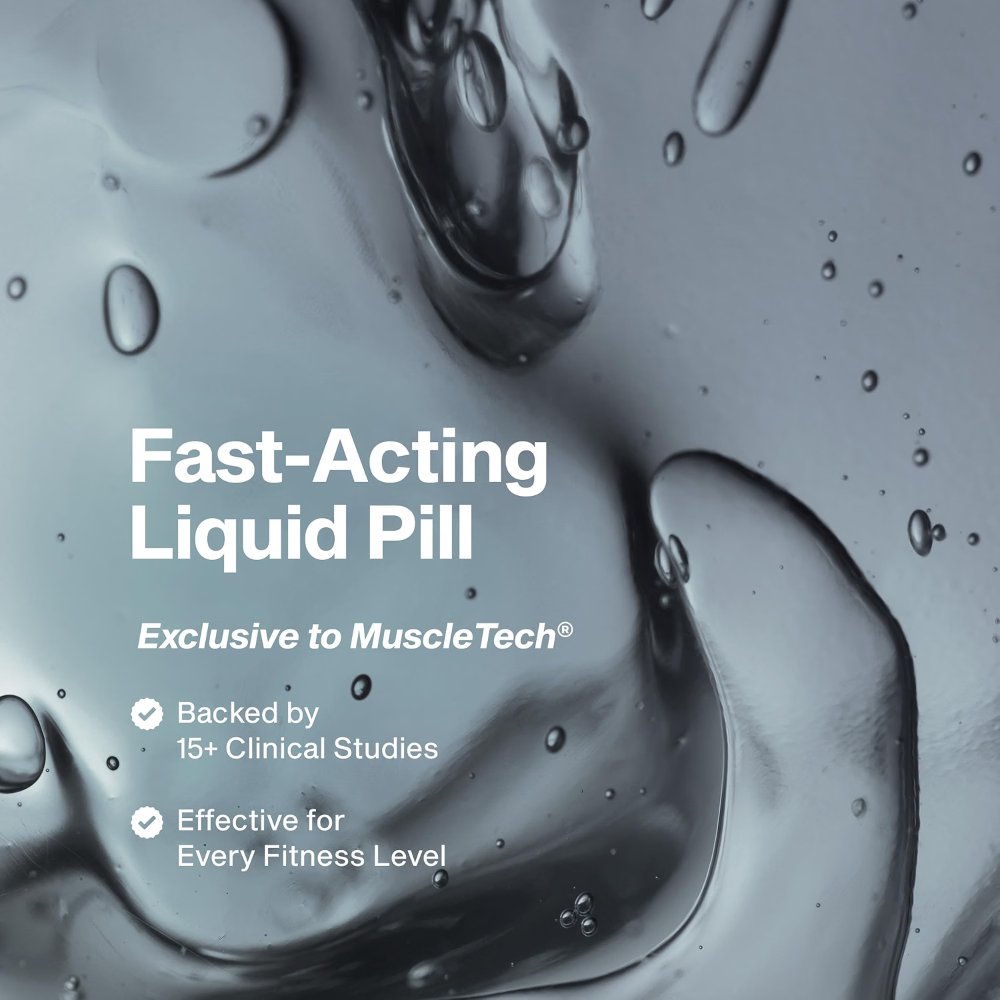 Fast-Acting
Liquid Pill
Exclusive to MuscleTech®
Backed by
15+ Clinical Studies
Effective for
Every Fitness Level